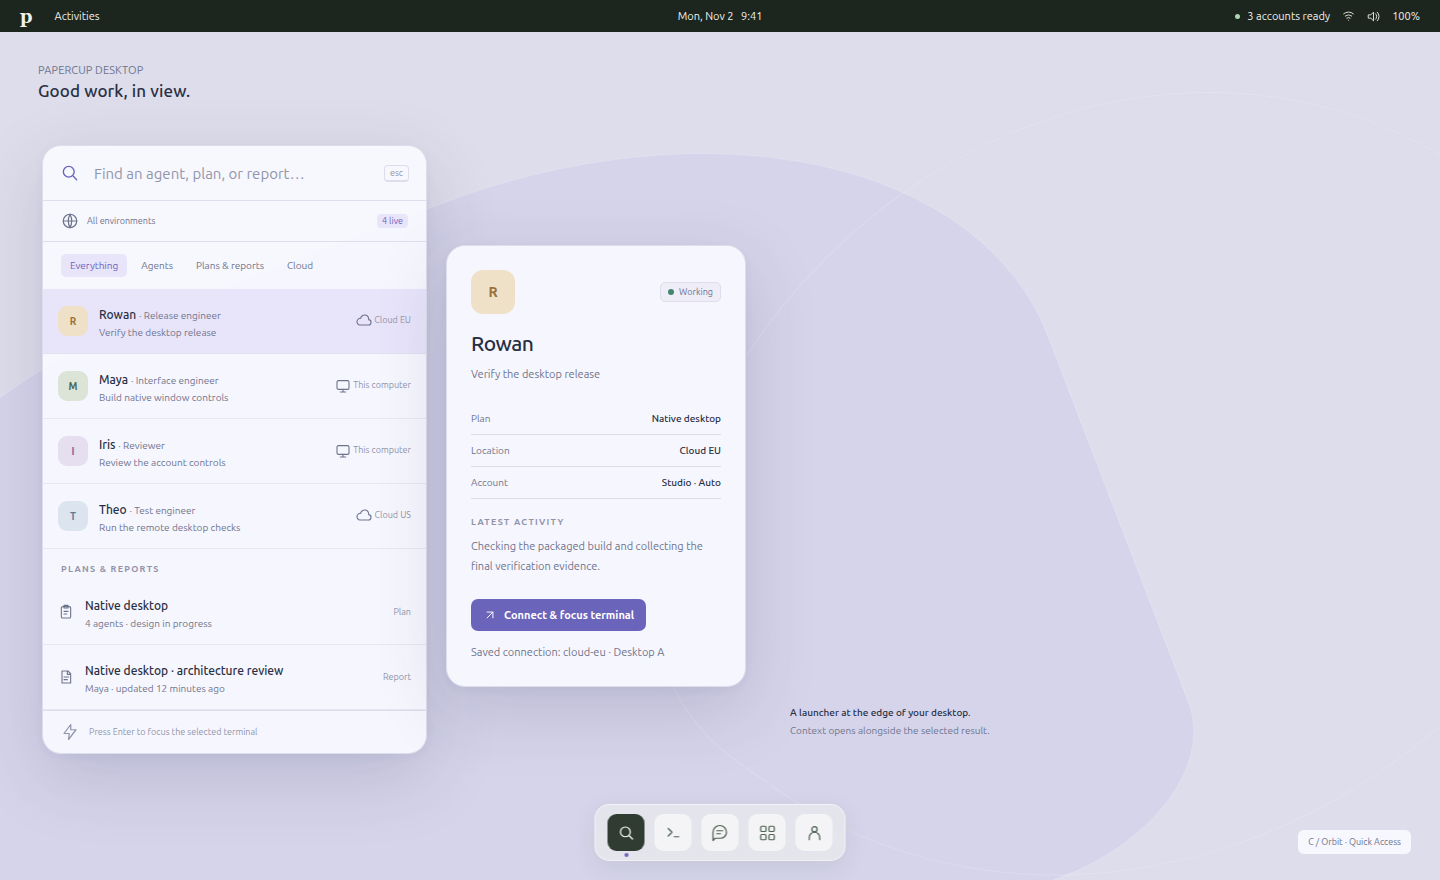 p Activities Mon, Nov 2 9:41 3 accounts ready 100%
PAPERCUP DESKTOP
Good work, in view.
Find an agent, plan, or report… esc
All environments 4 live
Everything Agents Plans & reports Cloud
R Rowan · Release engineer Cloud EU
Verify the desktop release
M Maya · Interface engineer This computer
Build native window controls
I Iris · Reviewer This computer
Review the account controls
T Theo · Test engineer Cloud US
Run the remote desktop checks
PLANS & REPORTS
Native desktop Plan
4 agents · design in progress
Native desktop · architecture review Report
Maya · updated 12 minutes ago
Press Enter to focus the selected terminal
R Working
Rowan
Verify the desktop release
Plan Native desktop
Location Cloud EU
Account Studio · Auto
LATEST ACTIVITY
Checking the packaged build and collecting the
final verification evidence.
Connect & focus terminal
Saved connection: cloud-eu · Desktop A
A launcher at the edge of your desktop.
Context opens alongside the selected result.
C / Orbit · Quick Access